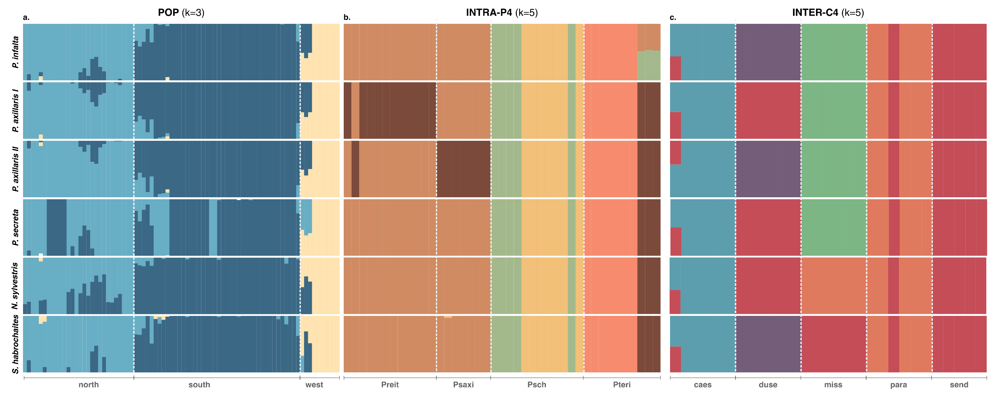 POP (k=3)
INTRA-P4 (k=5)
INTER-C4 (k=5)
a.
b.
c.
P. infalta
P. axillaris I
P. axillaris II
P. secreta
N. sylvestris
S. habrochaites
north
south
west
Preit
Psaxi
Psch
Pteri
caes
duse
miss
para
send